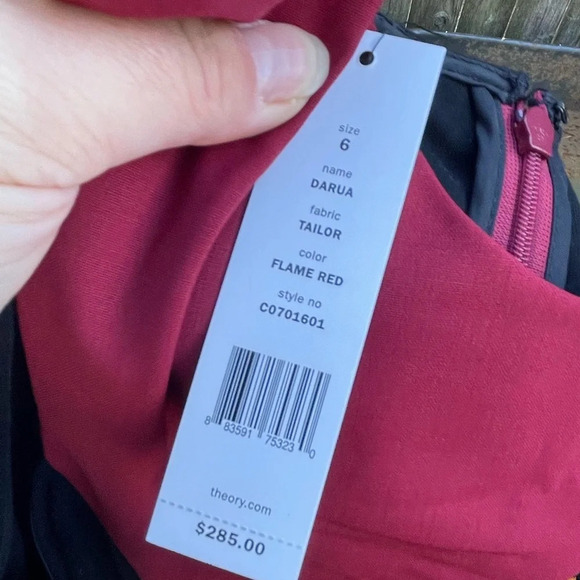 size
6
name
DARUA
fabric
TAILOR
color
FLAME RED
style no
C0701601
8 83591 75323 0
theory.com
$285.00